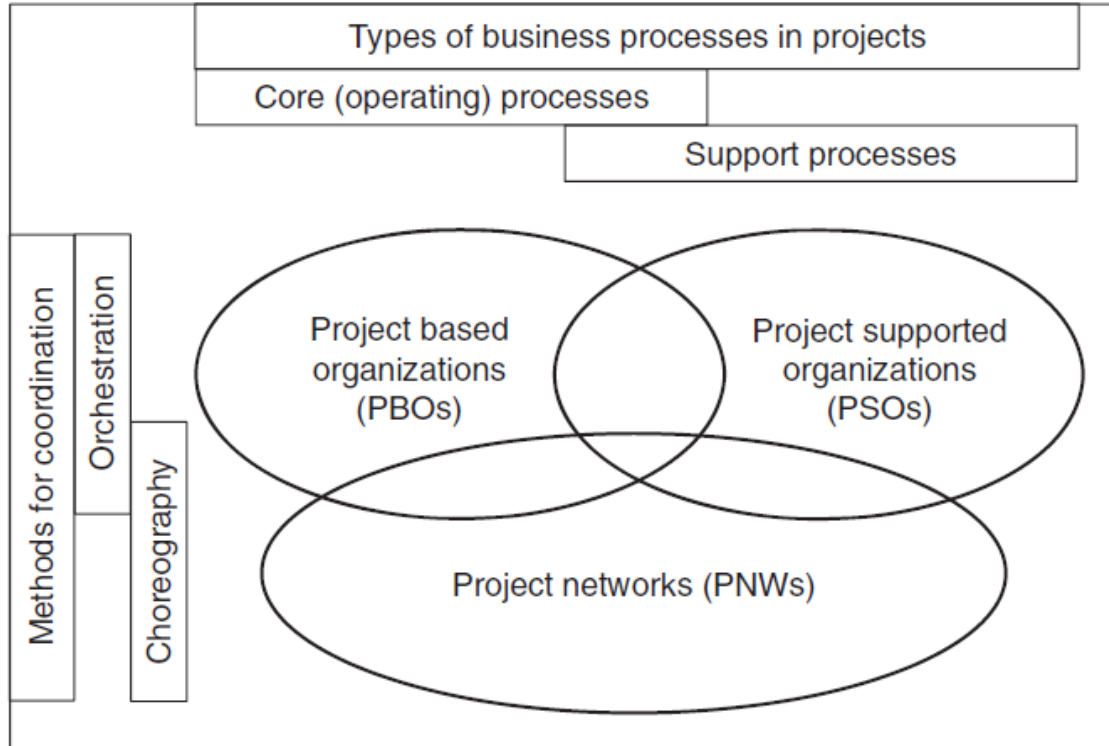 Types of business processes in projects
Core (operating) processes
Support processes
Methods for coordination
Orchestration
Choreography
Project based
organizations
(PBOs)
Project supported
organizations
(PSOs)
Project networks (PNWs)